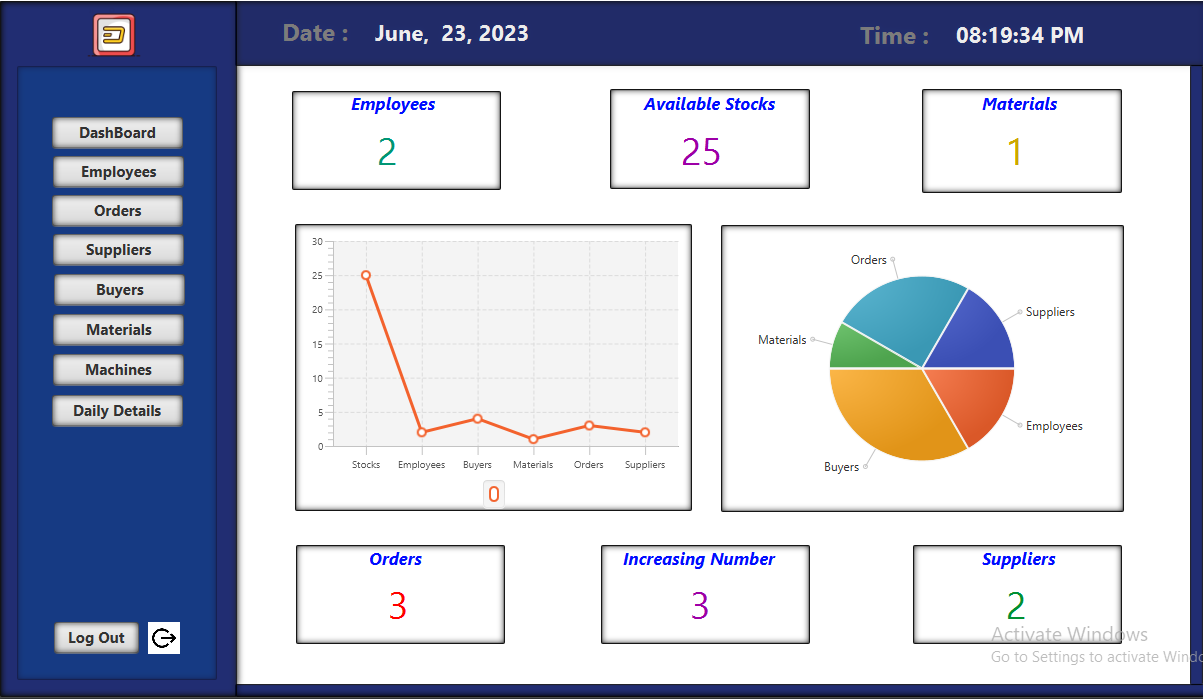 Date : June, 23, 2023
Time : 08:19:34 PM
DashBoard
Employees
Orders
Suppliers
Buyers
Materials
Machines
Daily Details
Log Out
Employees
2
Available Stocks
25
Materials
1
30
25
20
15
10
5
0
Stocks Employees Buyers Materials Orders Suppliers
Orders
Suppliers
Materials
Employees
Buyers
Orders
3
Increasing Number
3
Suppliers
2
Activate Windows
Go to Settings to activate Windo